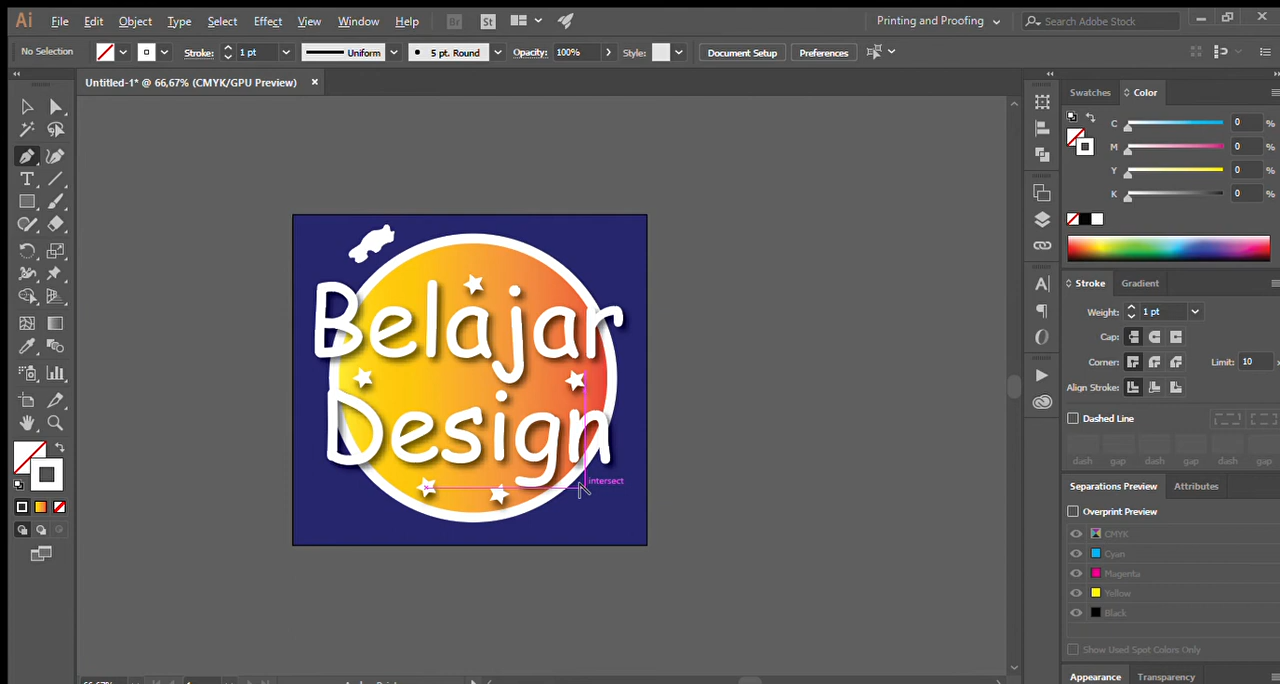 Ai File Edit Object Type Select Effect View Window Help Br St Printing and Proofing Search Adobe Stock
No Selection Stroke: 1 pt Uniform 5 pt. Round Opacity: 100% Style: Document Setup Preferences
Untitled-1* @ 66,67% (CMYK/GPU Preview)
Swatches Color
C 0 %
M 0 %
Y 0 %
K 0 %
Stroke Gradient
Weight: 1 pt
Cap:
Corner: Limit: 10
Align Stroke:
Dashed Line
dash gap dash gap dash gap
Separations Preview Attributes
Overprint Preview
CMYK
Cyan
Magenta
Yellow
Black
Show Used Spot Colors Only
Appearance Transparency
Belajar
Design
intersect